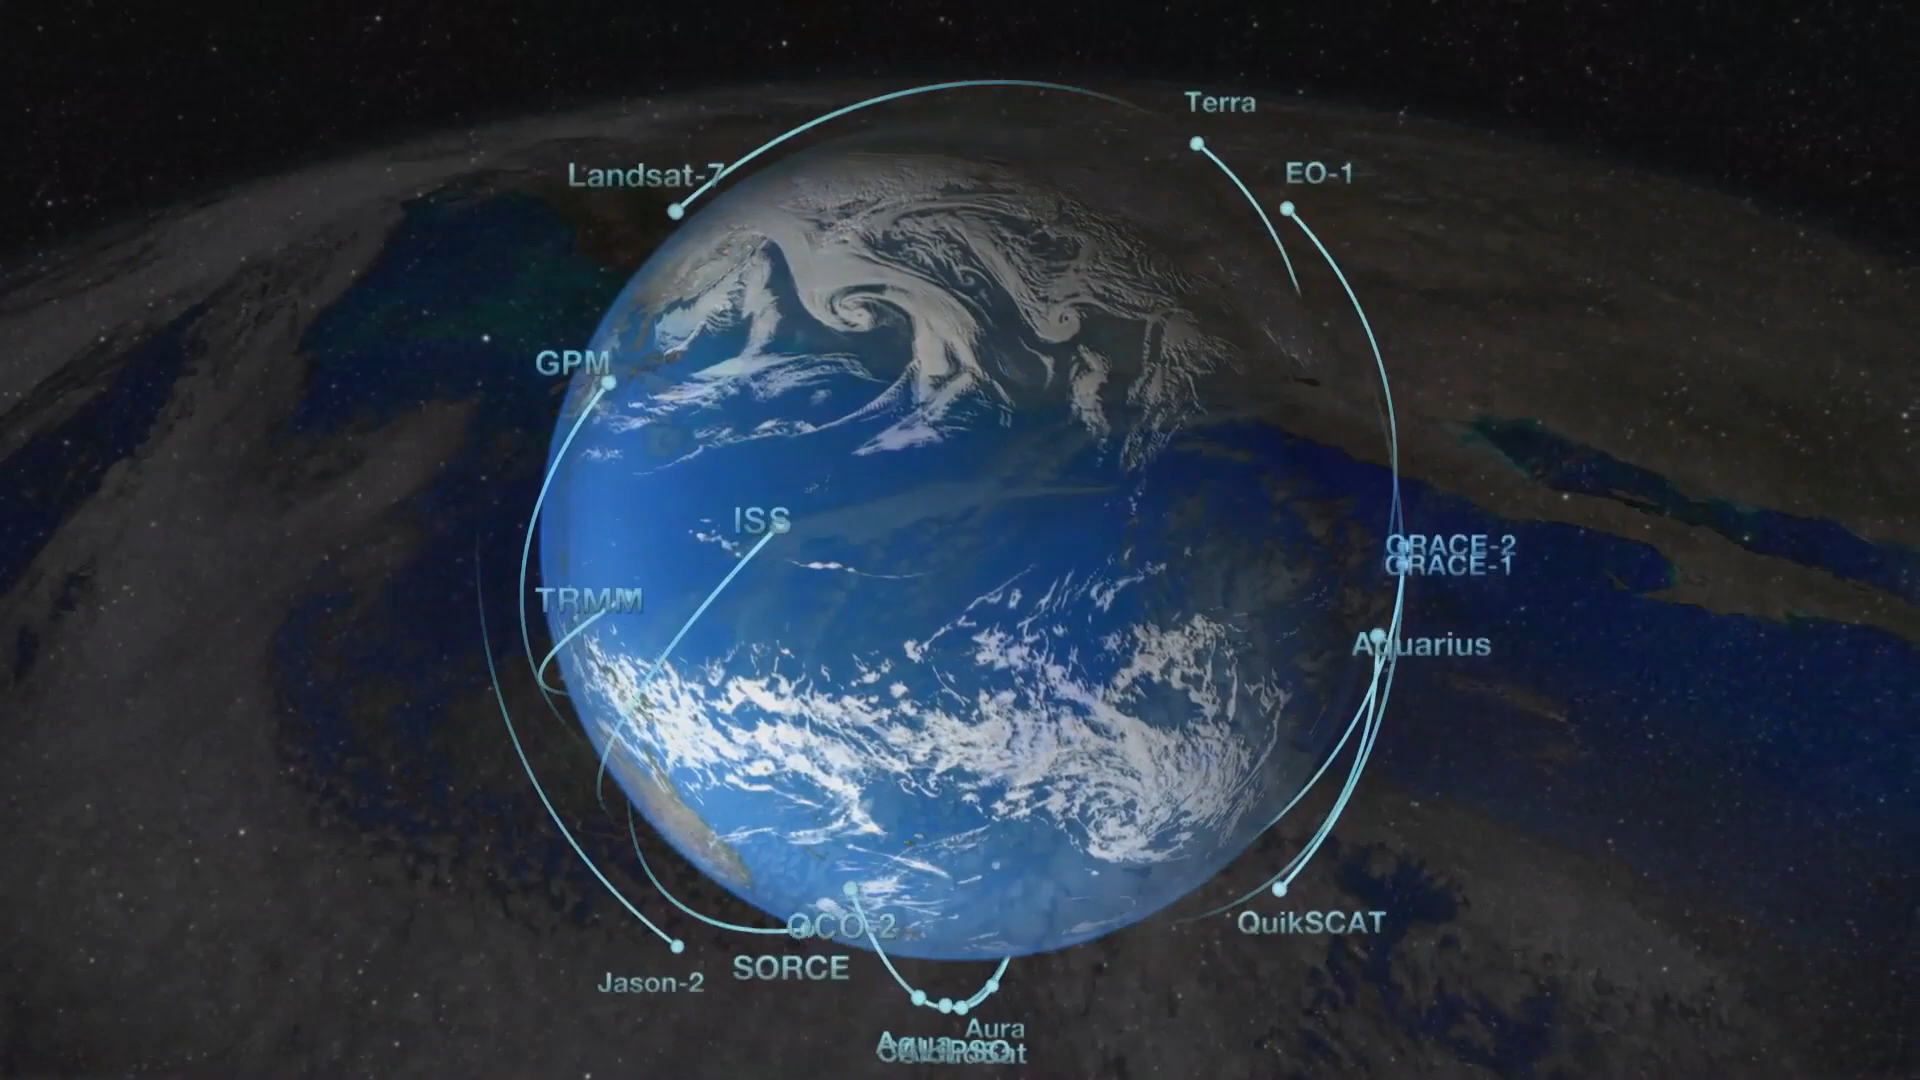 Terra
Landsat-7
EO-1
GPM
ISS
GRACE-2
GRACE-1
TRMM
Aquarius
QuikSCAT
OCO-2
SORCE
Jason-2
Aura